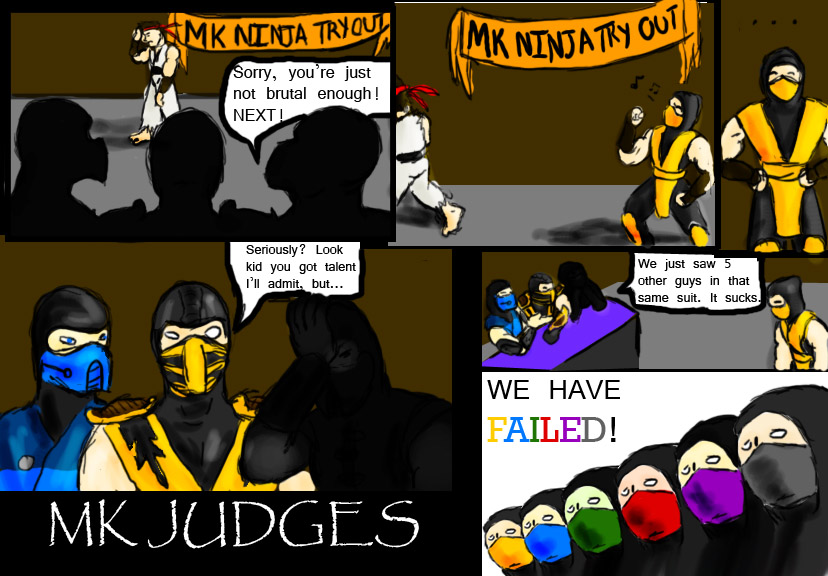 MK NINJA TRY OUT
Sorry, you're just
not brutal enough!
NEXT!
MK NINJA TRY OUT
....
Seriously? Look
kid you got talent
I'll admit, but...
We just saw 5
other guys in that
same suit. It sucks.
MK JUDGES
WE HAVE
FAILED!